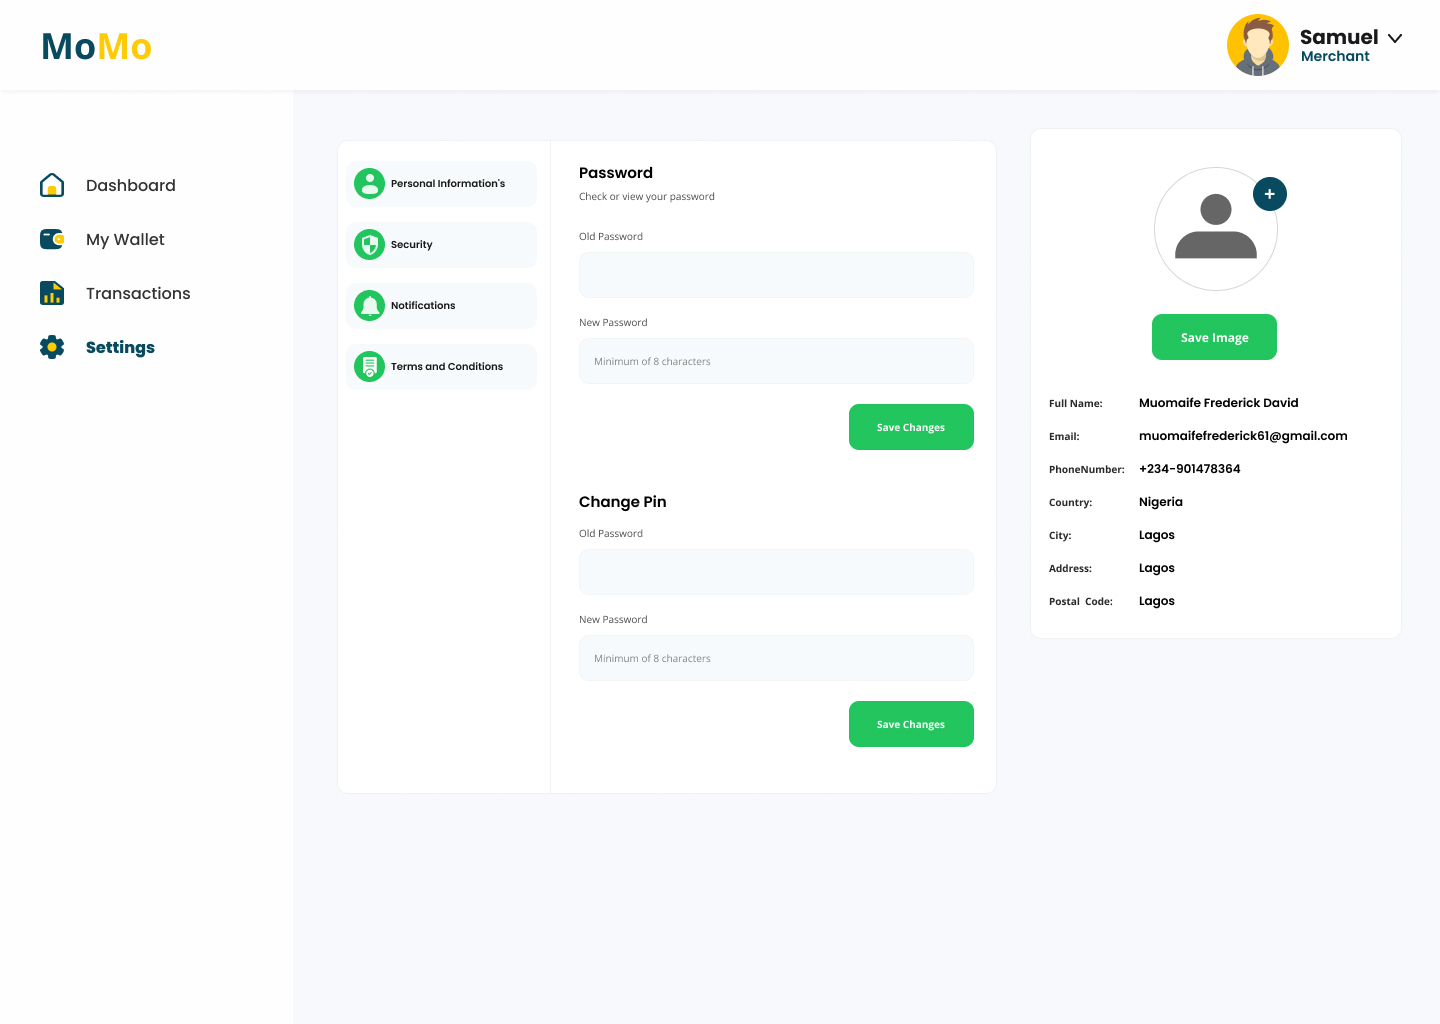 MoMo
Samuel
Merchant
Dashboard
My Wallet
Transactions
Settings
Personal Information's
Security
Notifications
Terms and Conditions
Password
Check or view your password
Old Password
New Password
Minimum of 8 characters
Save Changes
Change Pin
Old Password
New Password
Minimum of 8 characters
Save Changes
Save Image
Full Name: Muomaife Frederick David
Email: muomaifefrederick61@gmail.com
PhoneNumber: +234-901478364
Country: Nigeria
City: Lagos
Address: Lagos
Postal Code: Lagos